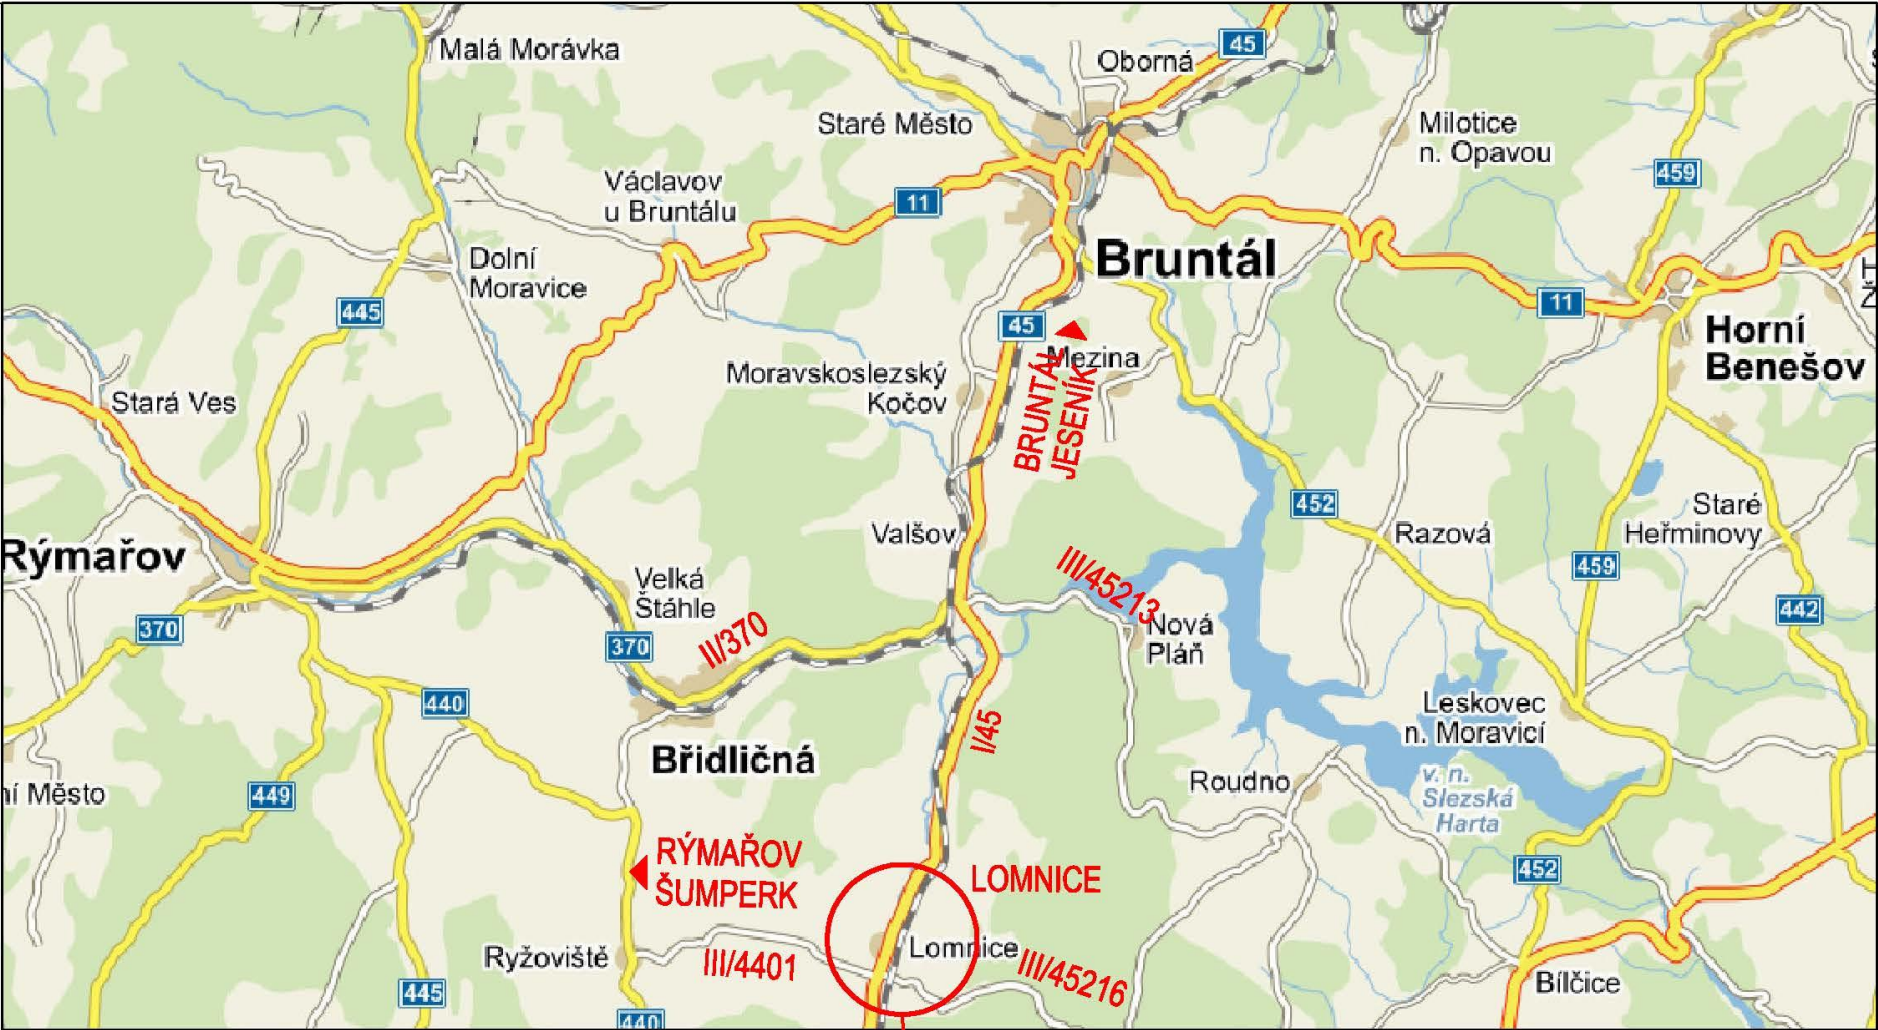 Malá Morávka
45
Oborná
Staré Město
Milotice
n. Opavou
459
Václavov
u Bruntálu
11
Bruntál
Dolní
Moravice
445
45
11
Horní
Benešov
Mezina
Moravskoslezský
Kočov
BRUNTÁL
JESENÍK
Stará Ves
452
Razová
Staré
Heřminovy
Valšov
Rýmařov
III/45213
459
Velká
Štáhle
442
370
370
II/370
Nová
Pláň
440
Leskovec
n. Moravicí
I/45
Břidličná
Roudno
v. n.
Slezská
Harta
Město
449
RÝMAŘOV
ŠUMPERK
LOMNICE
452
Ryžoviště
Lomnice
III/4401
III/45216
Bílčice
445
440